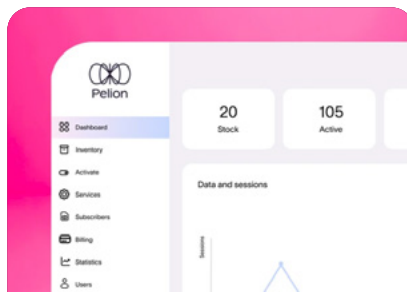 Pelion
20
Stock
105
Active
Dashboard
Inventory
Activate
Services
Subscribers
Billing
Statistics
Users
Data and sessions
Sessions